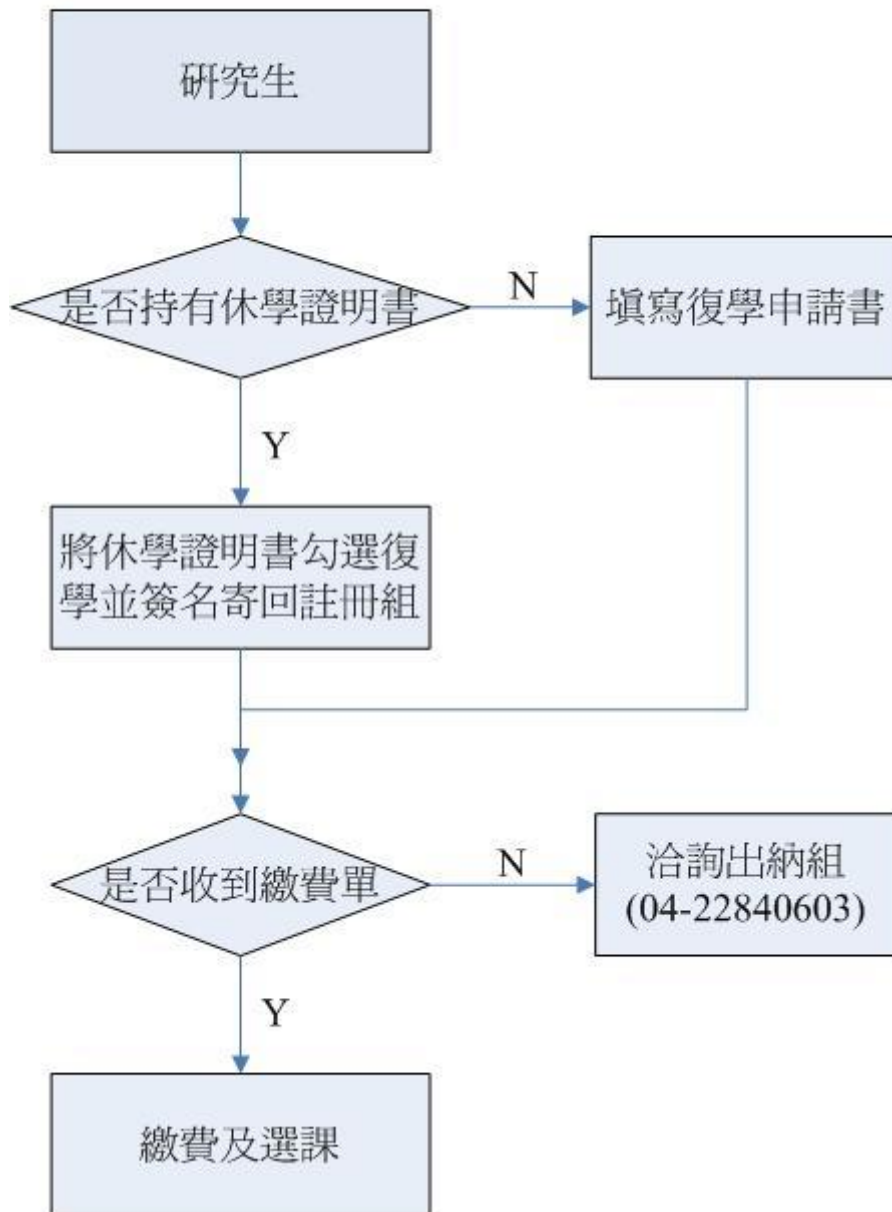 研究生
是否持有休學證明書
N
填寫復學申請書
Y
將休學證明書勾選復
學並簽名寄回註冊組
是否收到繳費單
N
洽詢出納組
(04-22840603)
Y
繳費及選課